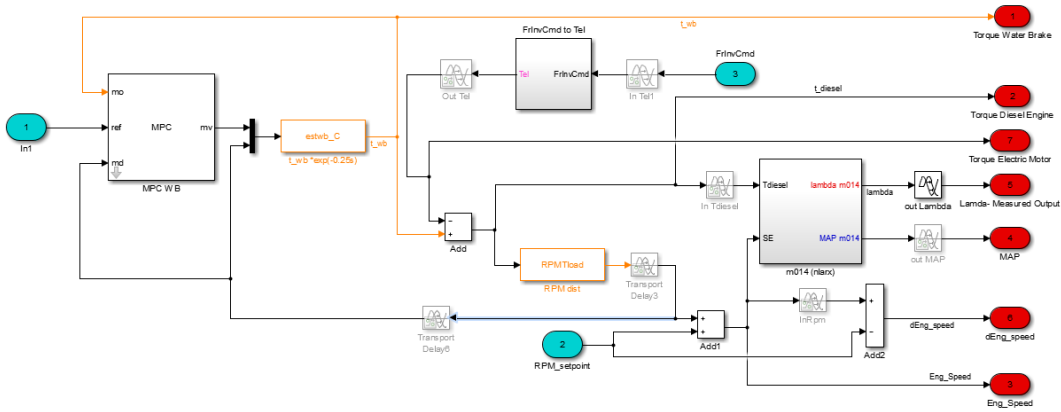 t_wb
1
Torque Water Brake
FrInvCmd to Tel
Tel
FrInvCmd
Out Tel
In Tel1
FrInvCmd
3
t_diesel
2
Torque Diesel Engine
mo
ref
md
MPC
mv
MPC WB
1
In1
estwb_C
t_wb
t_wb *exp(-0.25s)
7
Torque Electric Motor
Tdiesel
SE
lambda m014
MAP m014
m014 (nlarx)
In Tdiesel
lambda
out Lambda
5
Lamda- Measured Output
out MAP
4
MAP
−
+
Add
RPMTload
RPM dist
Transport
Delay3
Transport
Delay6
2
RPM_setpoint
+
+
Add1
InRpm
+
−
Add2
dEng_speed
6
dEng_speed
Eng_Speed
3
Eng_Speed